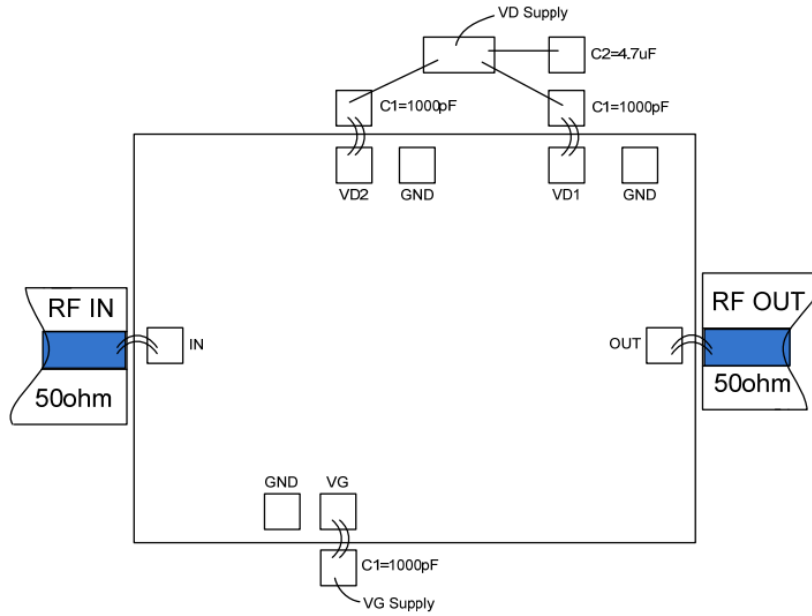 VD Supply
C2=4.7uF
C1=1000pF
C1=1000pF
VD2
GND
VD1
GND
RF IN
50ohm
IN
OUT
RF OUT
50ohm
GND
VG
C1=1000pF
VG Supply